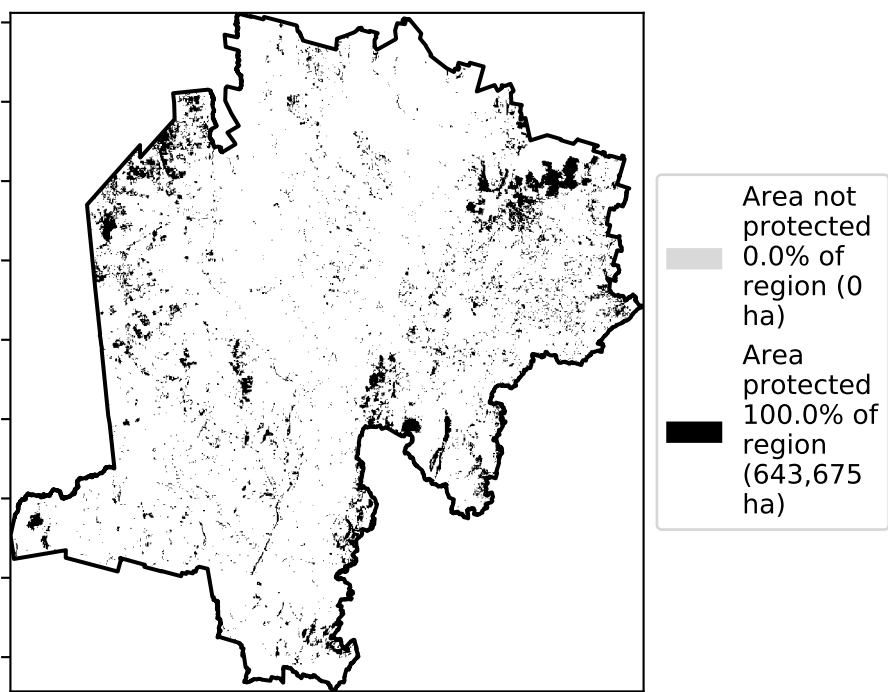 Area not
protected
0.0% of
region (0
ha)
Area
protected
100.0% of
region
(643,675
ha)